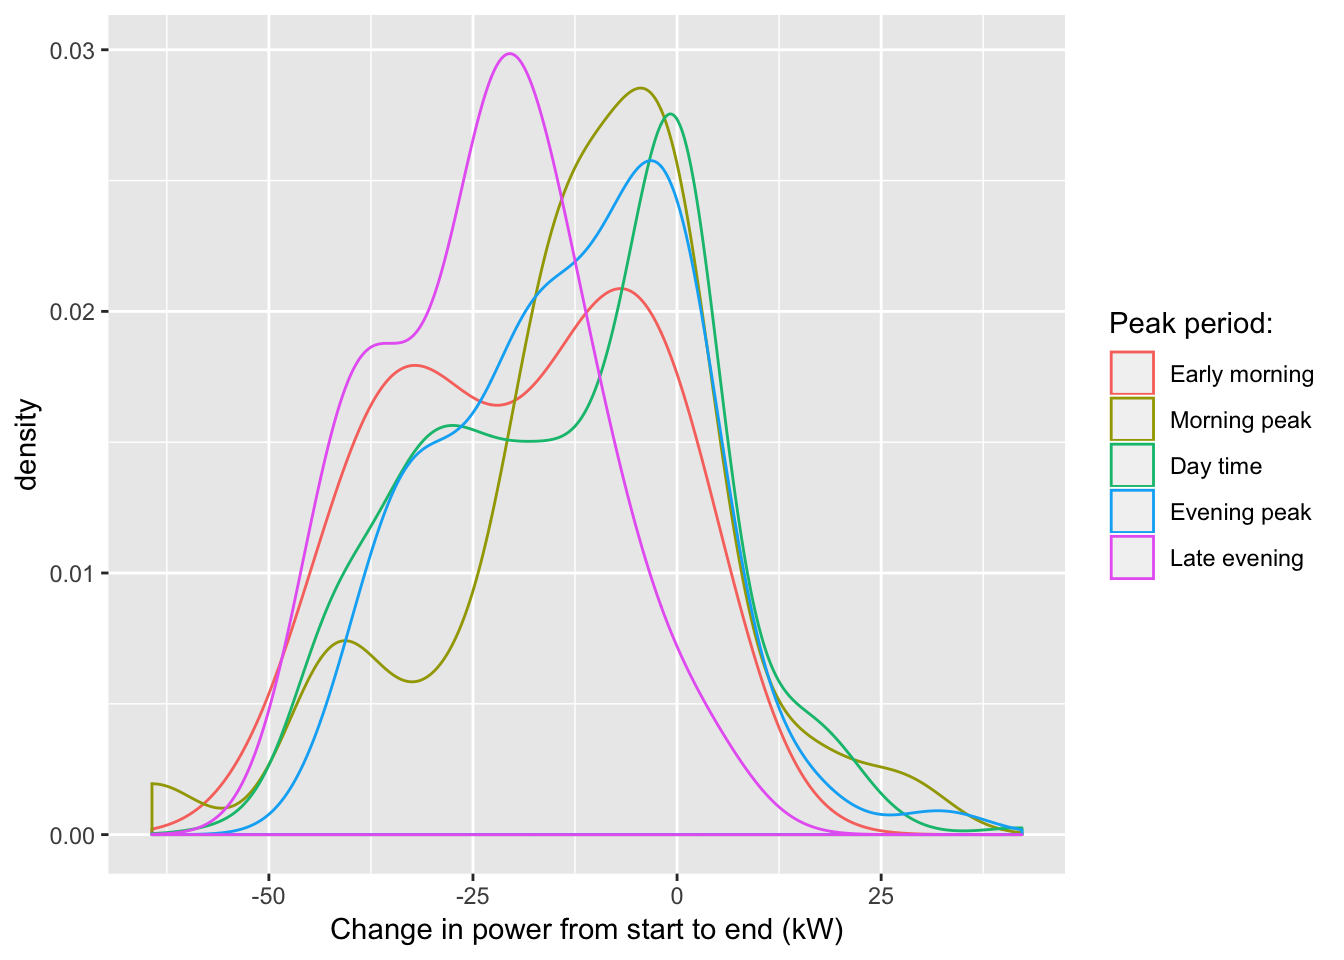 0.03
0.02
0.01
0.00
density
-50
-25
0
25
Change in power from start to end (kW)
Peak period:
Early morning
Morning peak
Day time
Evening peak
Late evening